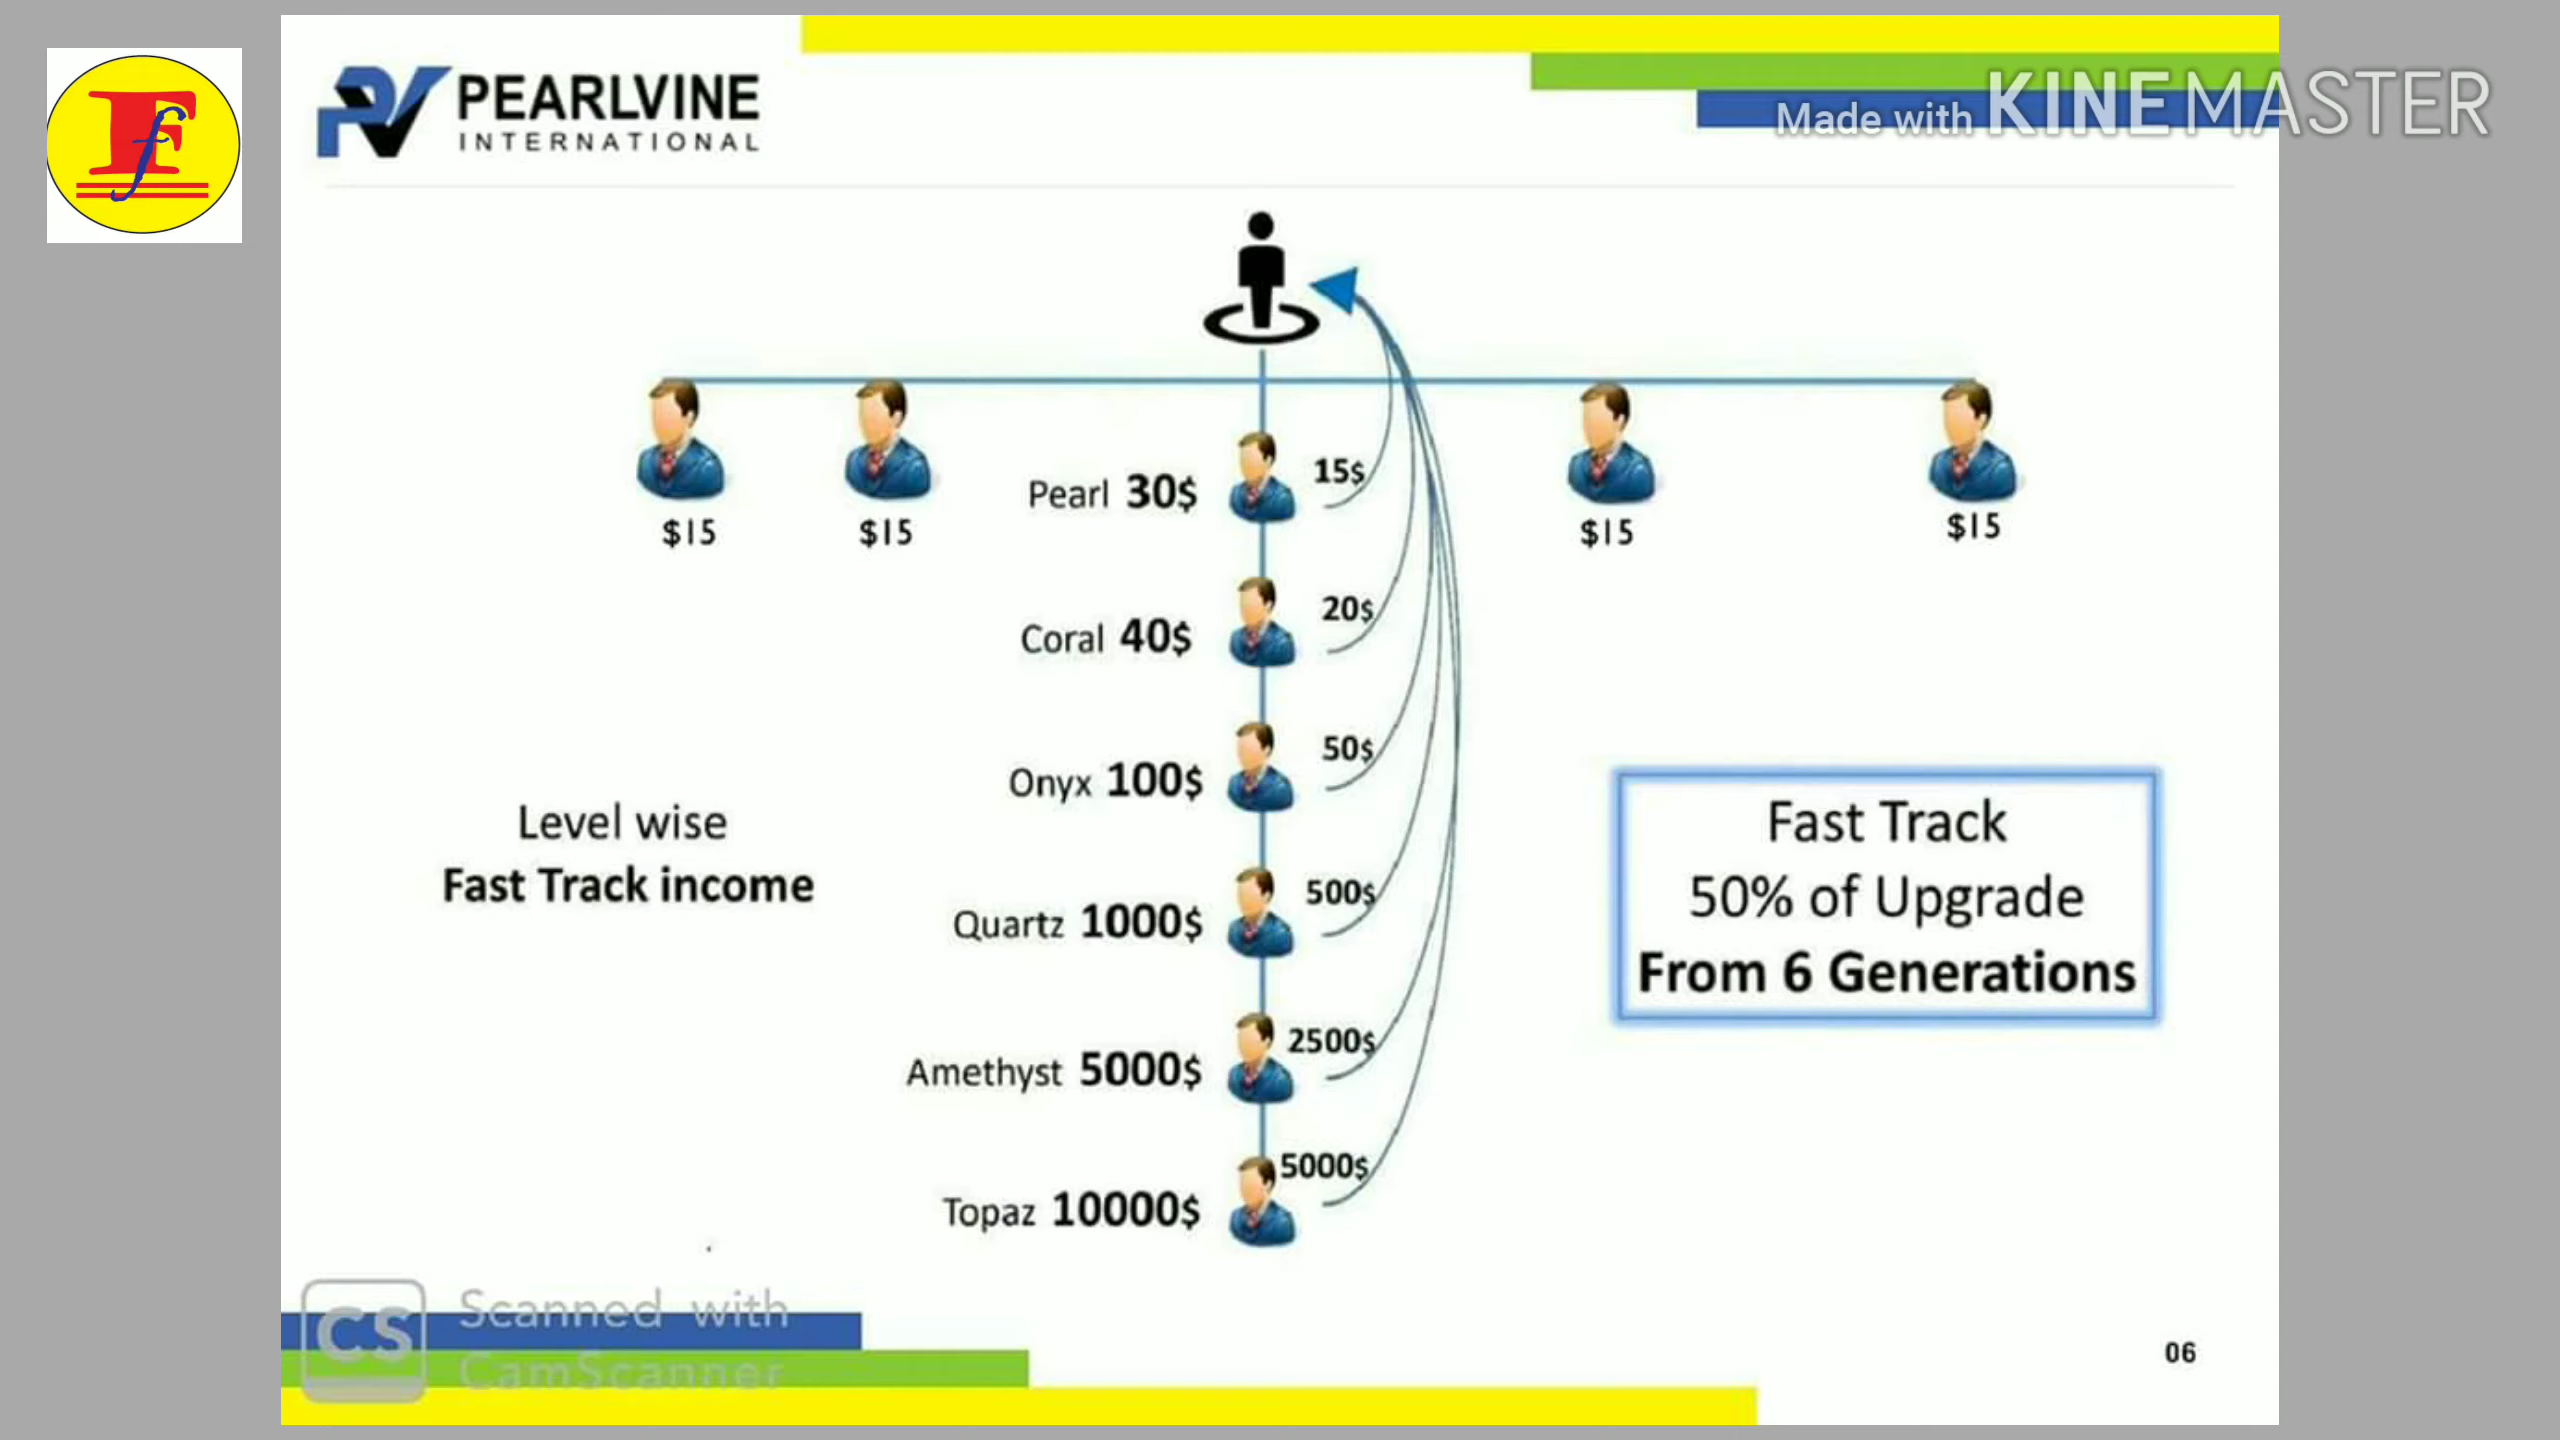 Ff
PEARLVINE
INTERNATIONAL
Made with KINEMASTER
$15
$15
$15
$15
Pearl 30$
15$
Coral 40$
20$
Onyx 100$
50$
Quartz 1000$
500$
Amethyst 5000$
2500$
Topaz 10000$
5000$
Level wise
Fast Track income
Fast Track
50% of Upgrade
From 6 Generations
CS
Scanned with
CamScanner
06